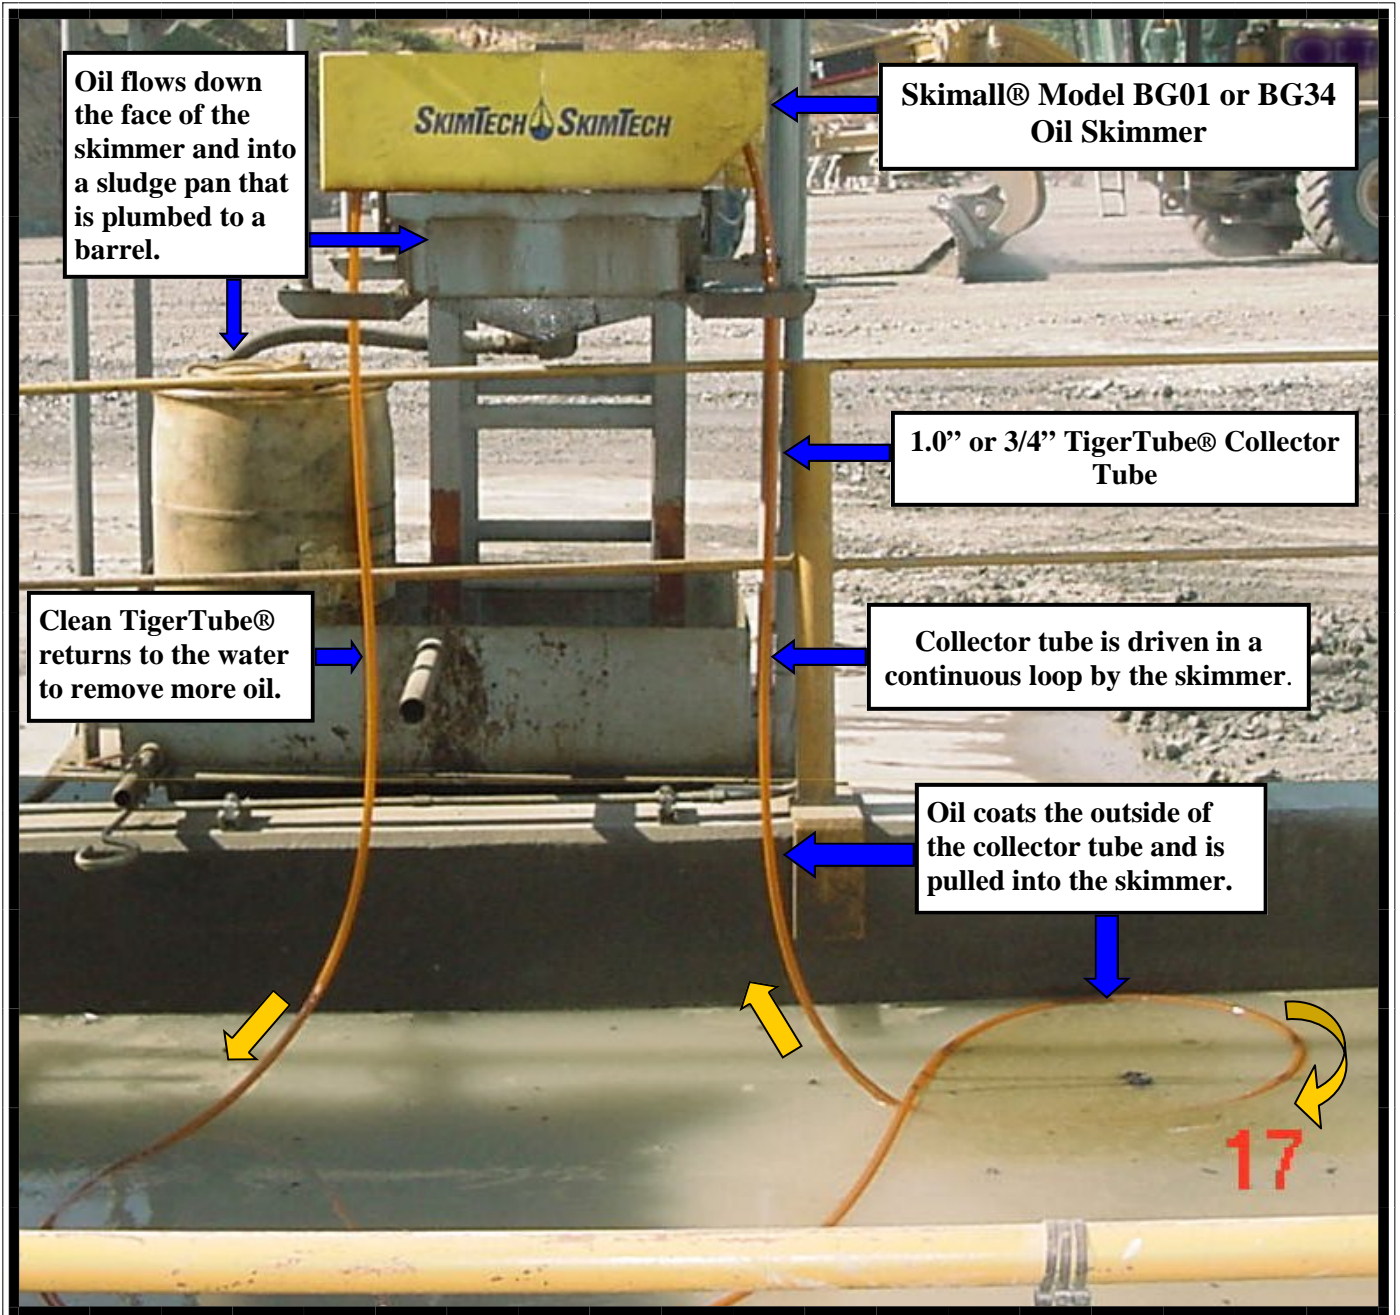 Oil flows down
the face of the
skimmer and into
a sludge pan that
is plumbed to a
barrel.
SKIMTECH SKIMTECH
Skimall® Model BG01 or BG34
Oil Skimmer
1.0” or 3/4” TigerTube® Collector
Tube
Clean TigerTube®
returns to the water
to remove more oil.
Collector tube is driven in a
continuous loop by the skimmer.
Oil coats the outside of
the collector tube and is
pulled into the skimmer.
17